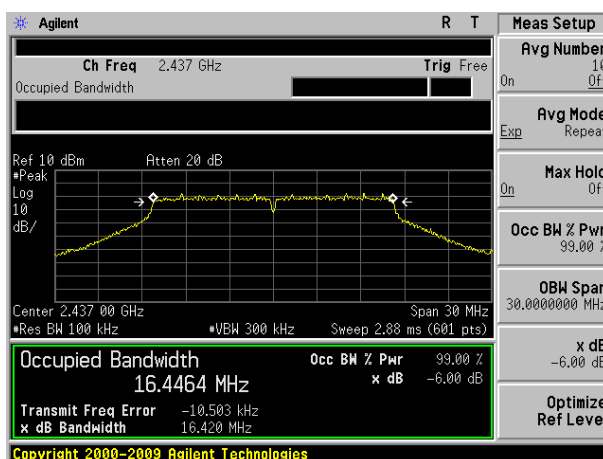 Agilent R T Meas Setup
Ch Freq 2.437 GHz Trig Free
Occupied Bandwidth
Avg Number
10
On Off
Avg Mode
Exp Repeat
Max Hold
On Off
Occ BW % Pwr
99.00 %
OBW Span
30.0000000 MHz
x dB
-6.00 dB
Optimize
Ref Level
Ref 10 dBm Atten 20 dB
#Peak
Log
10
dB/
Center 2.437 00 GHz Span 30 MHz
#Res BW 100 kHz #VBW 300 kHz Sweep 2.88 ms (601 pts)
Occupied Bandwidth Occ BW % Pwr 99.00 %
16.4464 MHz x dB -6.00 dB
Transmit Freq Error -10.503 kHz
x dB Bandwidth 16.420 MHz
Copyright 2000-2009 Agilent Technologies